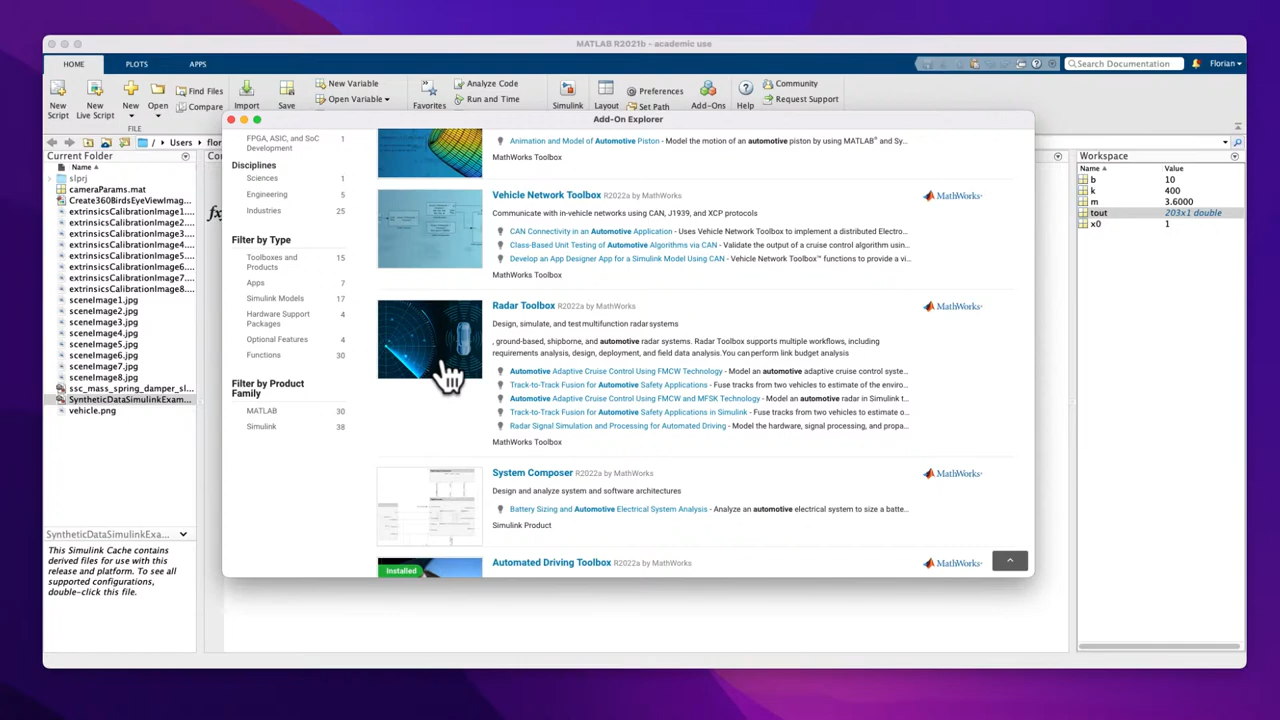 MATLAB R2021b - academic use
HOME
PLOTS
APPS
Search Documentation
Florian
New
Script
New
Live Script
New
Open
Find Files
Compare
Import
Save
New Variable
Open Variable
Favorites
Analyze Code
Run and Time
Simulink
Layout
Preferences
Set Path
Add-Ons
Help
Community
Request Support
FILE
Add-On Explorer
/ Users
Current Folder
Name
slprj
cameraParams.mat
Create360BirdsEyeViewImag...
extrinsicsCalibrationImage1...
extrinsicsCalibrationImage2...
extrinsicsCalibrationImage3...
extrinsicsCalibrationImage4...
extrinsicsCalibrationImage5...
extrinsicsCalibrationImage6...
extrinsicsCalibrationImage7...
extrinsicsCalibrationImage8...
sceneImage1.jpg
sceneImage2.jpg
sceneImage3.jpg
sceneImage4.jpg
sceneImage5.jpg
sceneImage6.jpg
sceneImage7.jpg
sceneImage8.jpg
ssc_mass_spring_damper_sl...
SyntheticDataSimulinkExam...
vehicle.png
SyntheticDataSimulinkExa...
This Simulink Cache contains
derived files for use with this
release and platform. To see all
supported configurations,
double-click this file.
fx
FPGA, ASIC, and SoC
Development 1
Disciplines
Sciences 1
Engineering 5
Industries 25
Filter by Type
Toolboxes and
Products 15
Apps 7
Simulink Models 17
Hardware Support
Packages 4
Optional Features 4
Functions 30
Filter by Product
Family
MATLAB 30
Simulink 38
Animation and Model of Automotive Piston - Model the motion of an automotive piston by using MATLAB® and Sy...
MathWorks Toolbox
Vehicle Network Toolbox R2022a by MathWorks
MathWorks®
Communicate with in-vehicle networks using CAN, J1939, and XCP protocols
CAN Connectivity in an Automotive Application - Uses Vehicle Network Toolbox to implement a distributed Electro...
Class-Based Unit Testing of Automotive Algorithms via CAN - Validate the output of a cruise control algorithm usin...
Develop an App Designer App for a Simulink Model Using CAN - Vehicle Network Toolbox™ functions to provide a vi...
MathWorks Toolbox
Radar Toolbox R2022a by MathWorks
MathWorks®
Design, simulate, and test multifunction radar systems
, ground-based, shipborne, and automotive radar systems. Radar Toolbox supports multiple workflows, including
requirements analysis, design, deployment, and field data analysis.You can perform link budget analysis
Automotive Adaptive Cruise Control Using FMCW Technology - Model an automotive adaptive cruise control syste...
Track-to-Track Fusion for Automotive Safety Applications - Fuse tracks from two vehicles to estimate of the enviro...
Automotive Adaptive Cruise Control Using FMCW and MFSK Technology - Model an automotive radar in Simulink t...
Track-to-Track Fusion for Automotive Safety Applications in Simulink - Fuse tracks from two vehicles to estimate o...
Radar Signal Simulation and Processing for Automated Driving - Model the hardware, signal processing, and propa...
MathWorks Toolbox
System Composer R2022a by MathWorks
MathWorks®
Design and analyze system and software architectures
Battery Sizing and Automotive Electrical System Analysis - Analyze an automotive electrical system to size a batte...
Simulink Product
Installed
Automated Driving Toolbox R2022a by MathWorks
MathWorks®
Workspace
Name Value
b 10
k 400
m 3.6000
tout 203x1 double
x0 1